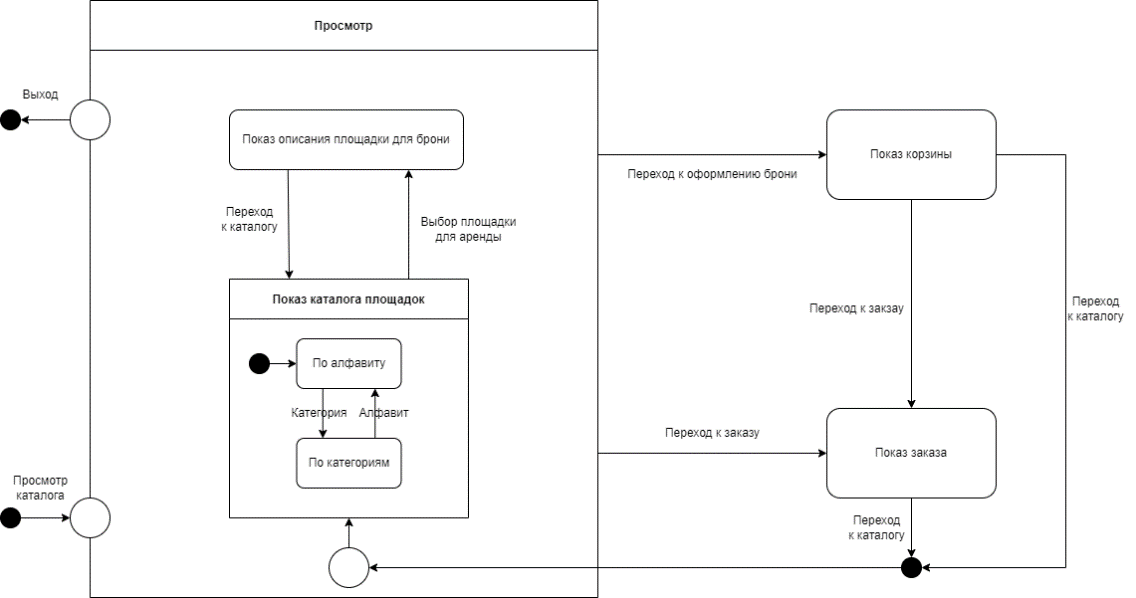 Просмотр
Выход
Показ описания площадки для брони
Показ корзины
Переход к оформлению брони
Переход
к каталогу
Выбор площадки
для аренды
Показ каталога площадок
Переход к закзау
Переход
к каталогу
По алфавиту
Категория
Алфавит
Переход к заказу
Показ заказа
По категориям
Просмотр
каталога
Переход
к каталогу